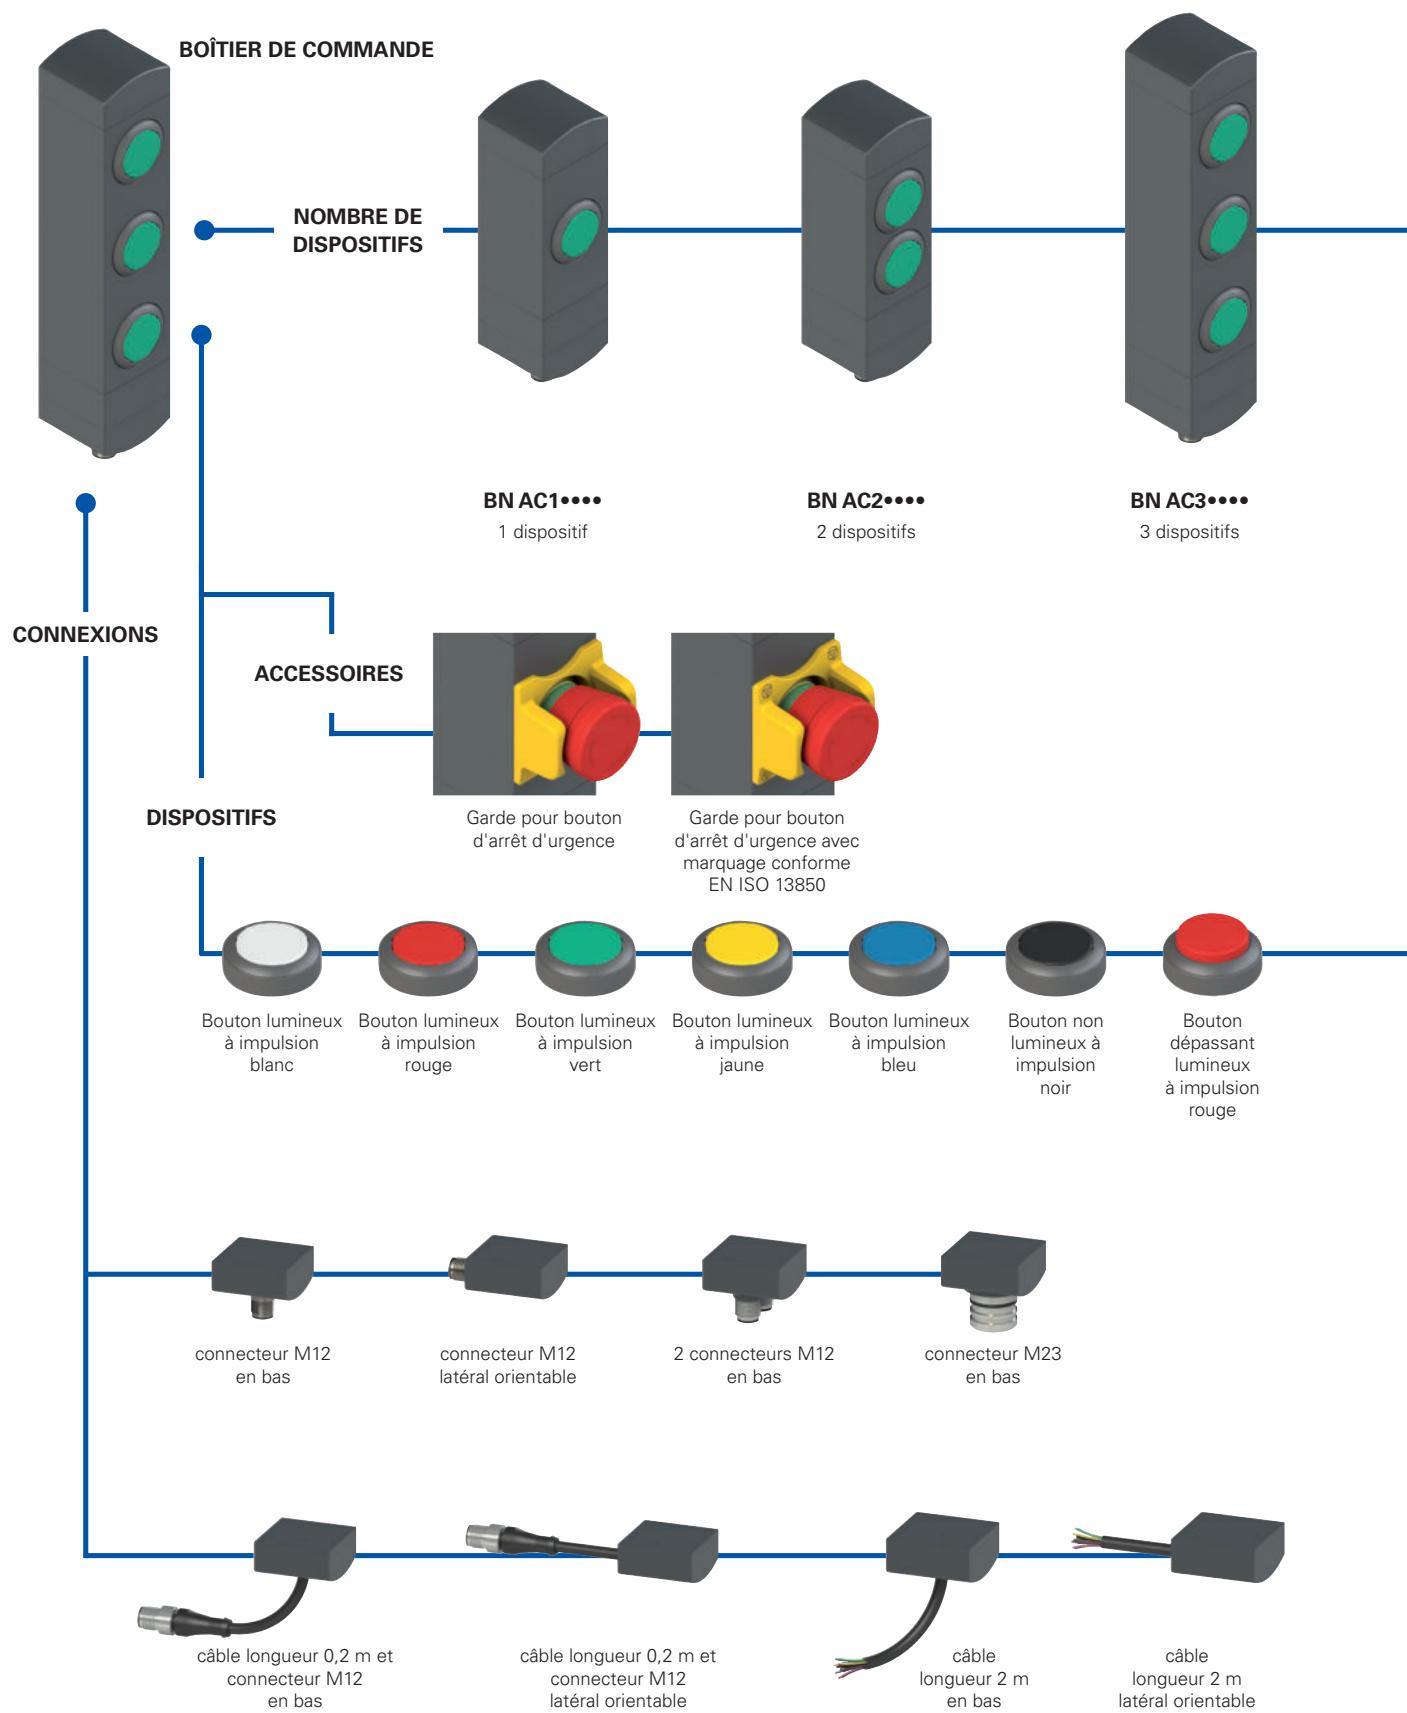 BOÎTIER DE COMMANDE
NOMBRE DE
DISPOSITIFS
BN AC1••••
1 dispositif
BN AC2••••
2 dispositifs
BN AC3••••
3 dispositifs
CONNEXIONS
ACCESSOIRES
Garde pour bouton
d'arrêt d'urgence
Garde pour bouton
d'arrêt d'urgence avec
marquage conforme
EN ISO 13850
DISPOSITIFS
Bouton lumineux
à impulsion
blanc
Bouton lumineux
à impulsion
rouge
Bouton lumineux
à impulsion
vert
Bouton lumineux
à impulsion
jaune
Bouton lumineux
à impulsion
bleu
Bouton non
lumineux à
impulsion
noir
Bouton
dépassant
lumineux
à impulsion
rouge
connecteur M12
en bas
connecteur M12
latéral orientable
2 connecteurs M12
en bas
connecteur M23
en bas
câble longueur 0,2 m et
connecteur M12
en bas
câble longueur 0,2 m et
connecteur M12
latéral orientable
câble
longueur 2 m
en bas
câble
longueur 2 m
latéral orientable